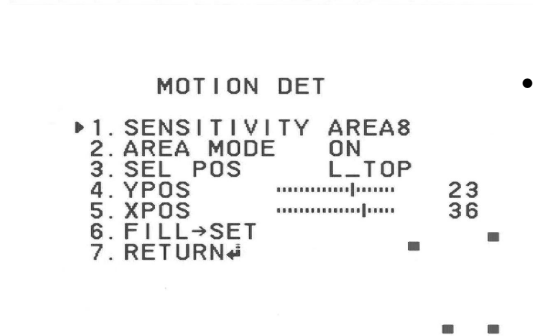 MOTION DET
▶1. SENSITIVITY AREA8
2. AREA MODE ON
3. SEL POS L_TOP
4. YPOS 23
5. XPOS 36
6. FILL→SET
7. RETURN↲